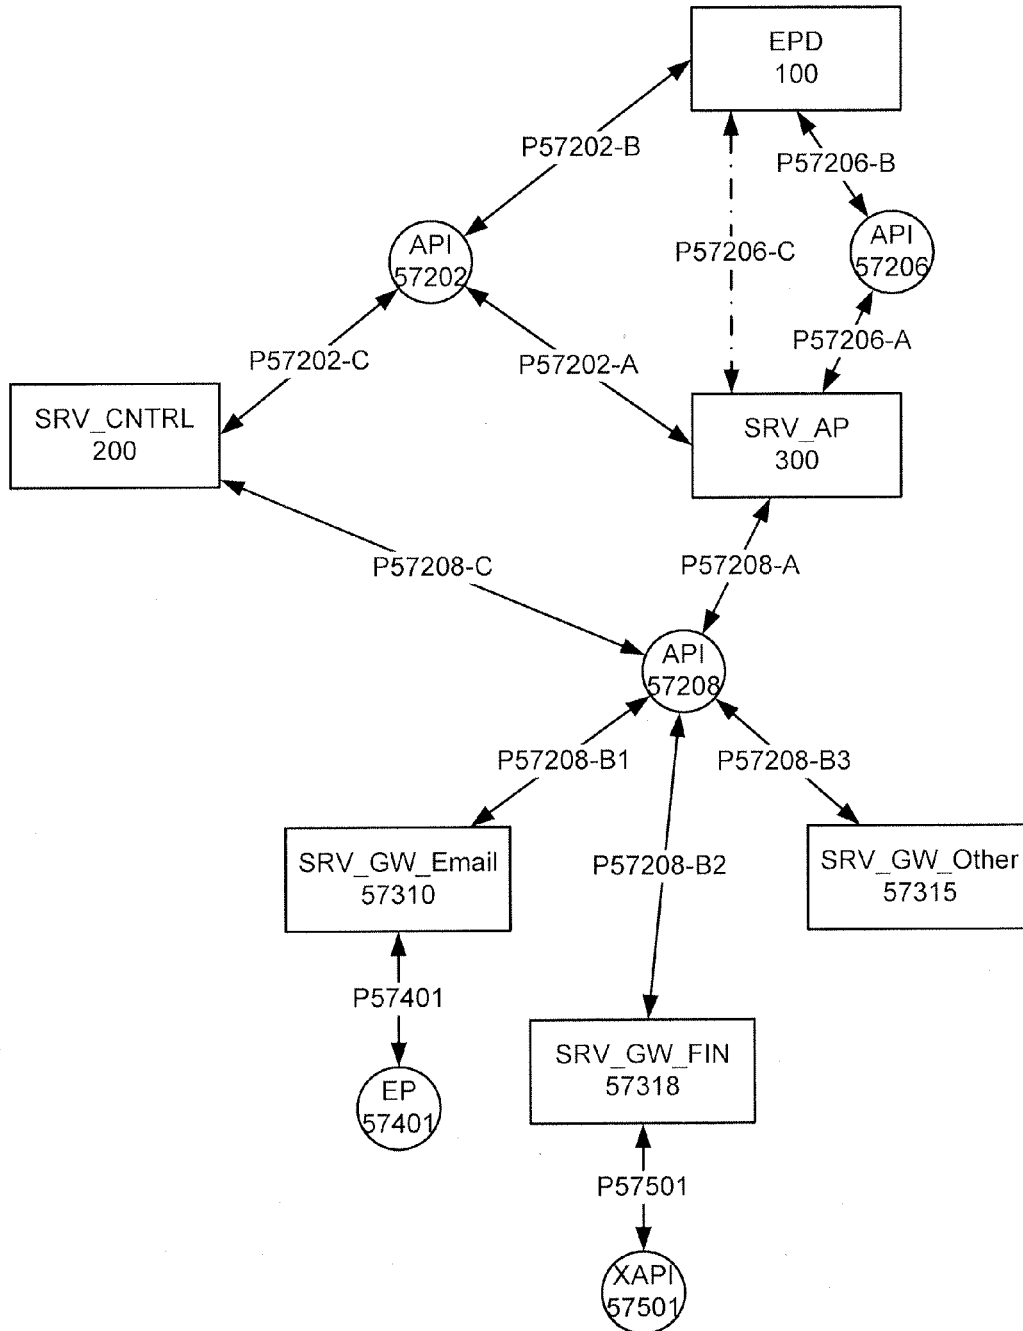 EPD
100
P57202-B
P57206-B
API
57202
P57206-C
API
57206
P57202-C
P57202-A
P57206-A
SRV_CNTRL
200
SRV_AP
300
P57208-C
P57208-A
API
57208
P57208-B1
P57208-B3
SRV_GW_Email
57310
P57208-B2
SRV_GW_Other
57315
P57401
SRV_GW_FIN
57318
EP
57401
P57501
XAPI
57501